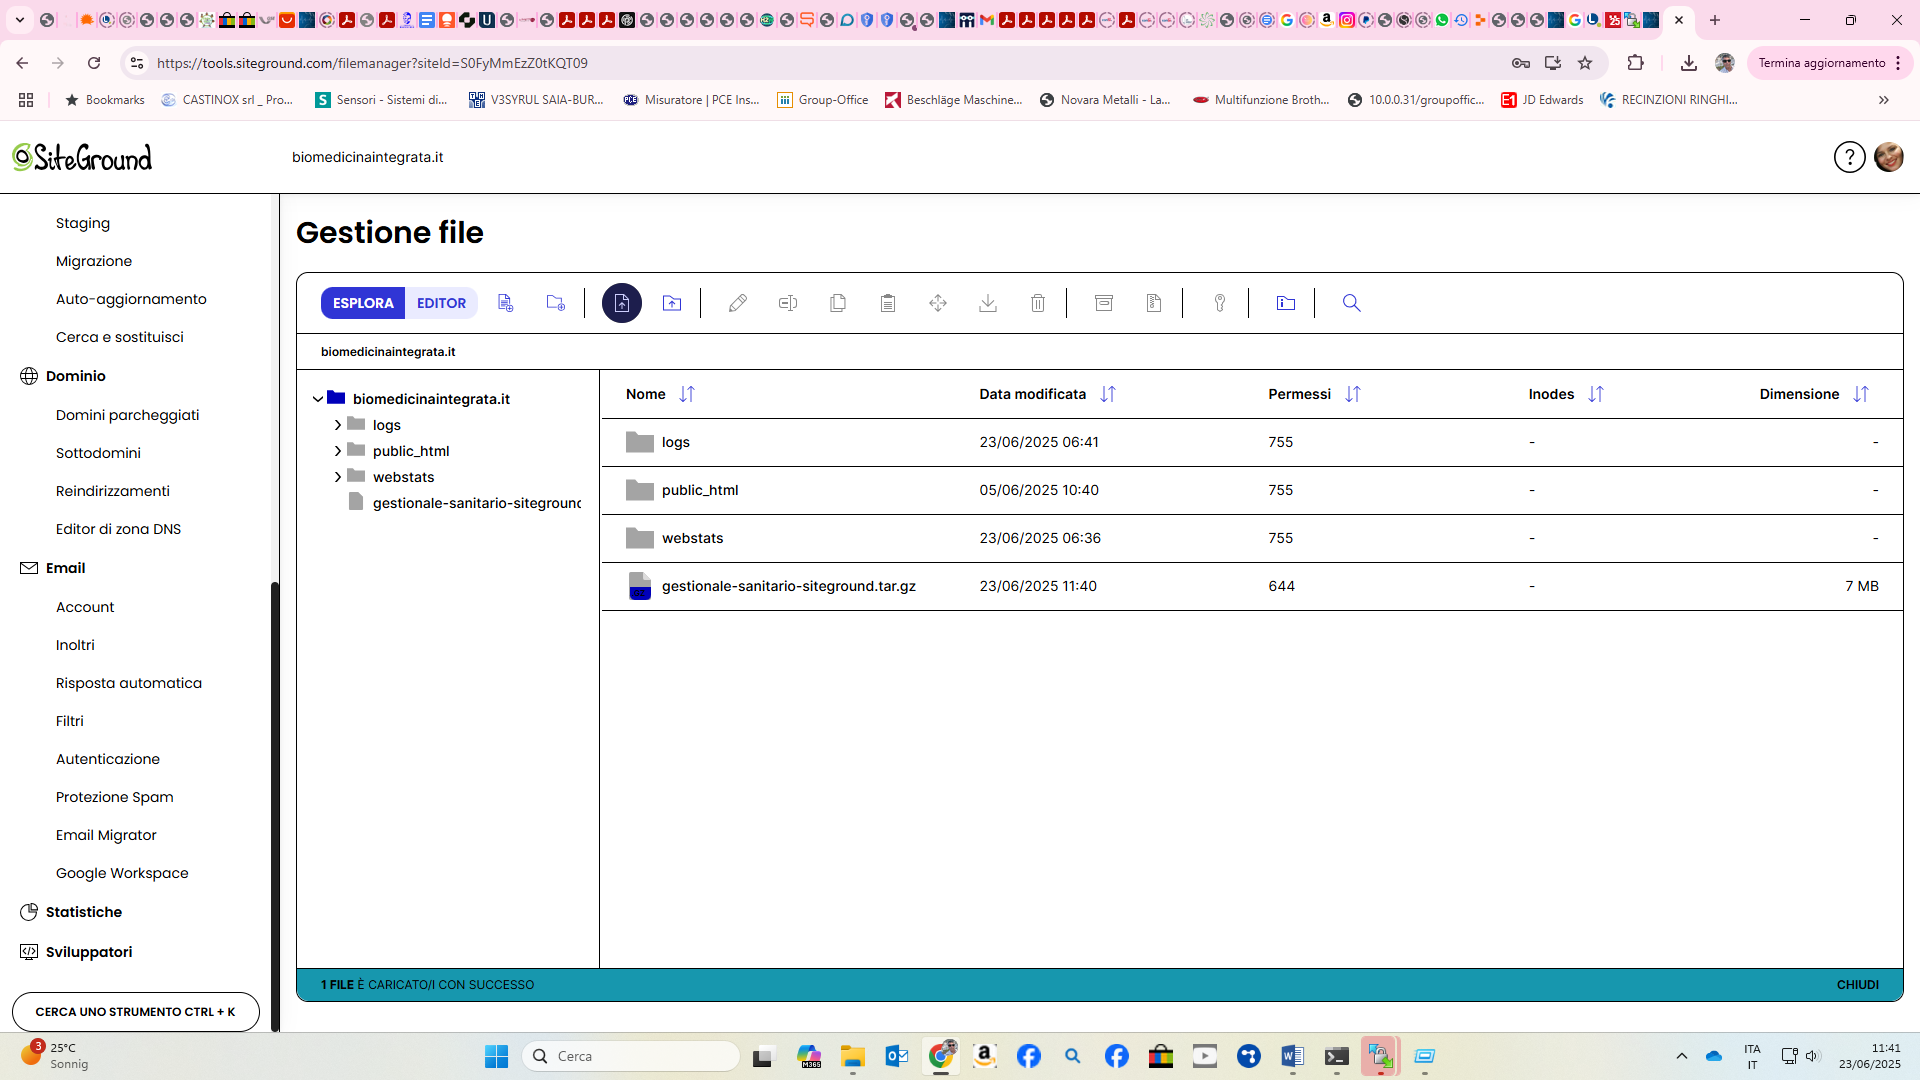 https://tools.siteground.com/filemanager?siteId=S0FyMmEzZ0tKQT09
Termina aggiornamento
Bookmarks
CASTINOX srl _ Pro...
Sensori - Sistemi di...
V3SYRUL SAIA-BUR...
Misuratore | PCE Ins...
Group-Office
Beschläge Maschine...
Novara Metalli - La...
Multifunzione Broth...
10.0.0.31/groupoffic...
JD Edwards
RECINZIONI RINGHI...
SiteGround
biomedicinaintegrata.it
?
Staging
Migrazione
Auto-aggiornamento
Cerca e sostituisci
Dominio
Domini parcheggiati
Sottodomini
Reindirizzamenti
Editor di zona DNS
Email
Account
Inoltri
Risposta automatica
Filtri
Autenticazione
Protezione Spam
Email Migrator
Google Workspace
Statistiche
Sviluppatori
CERCA UNO STRUMENTO CTRL + K
Gestione file
ESPLORA
EDITOR
biomedicinaintegrata.it
biomedicinaintegrata.it
logs
public_html
webstats
gestionale-sanitario-siteground
Nome
Data modificata
Permessi
Inodes
Dimensione
logs 23/06/2025 06:41 755 - -
public_html 05/06/2025 10:40 755 - -
webstats 23/06/2025 06:36 755 - -
gestionale-sanitario-siteground.tar.gz 23/06/2025 11:40 644 - 7 MB
1 FILE È CARICATO/I CON SUCCESSO
CHIUDI
3
25°C
Sonnig
Cerca
ITA
IT
11:41
23/06/2025